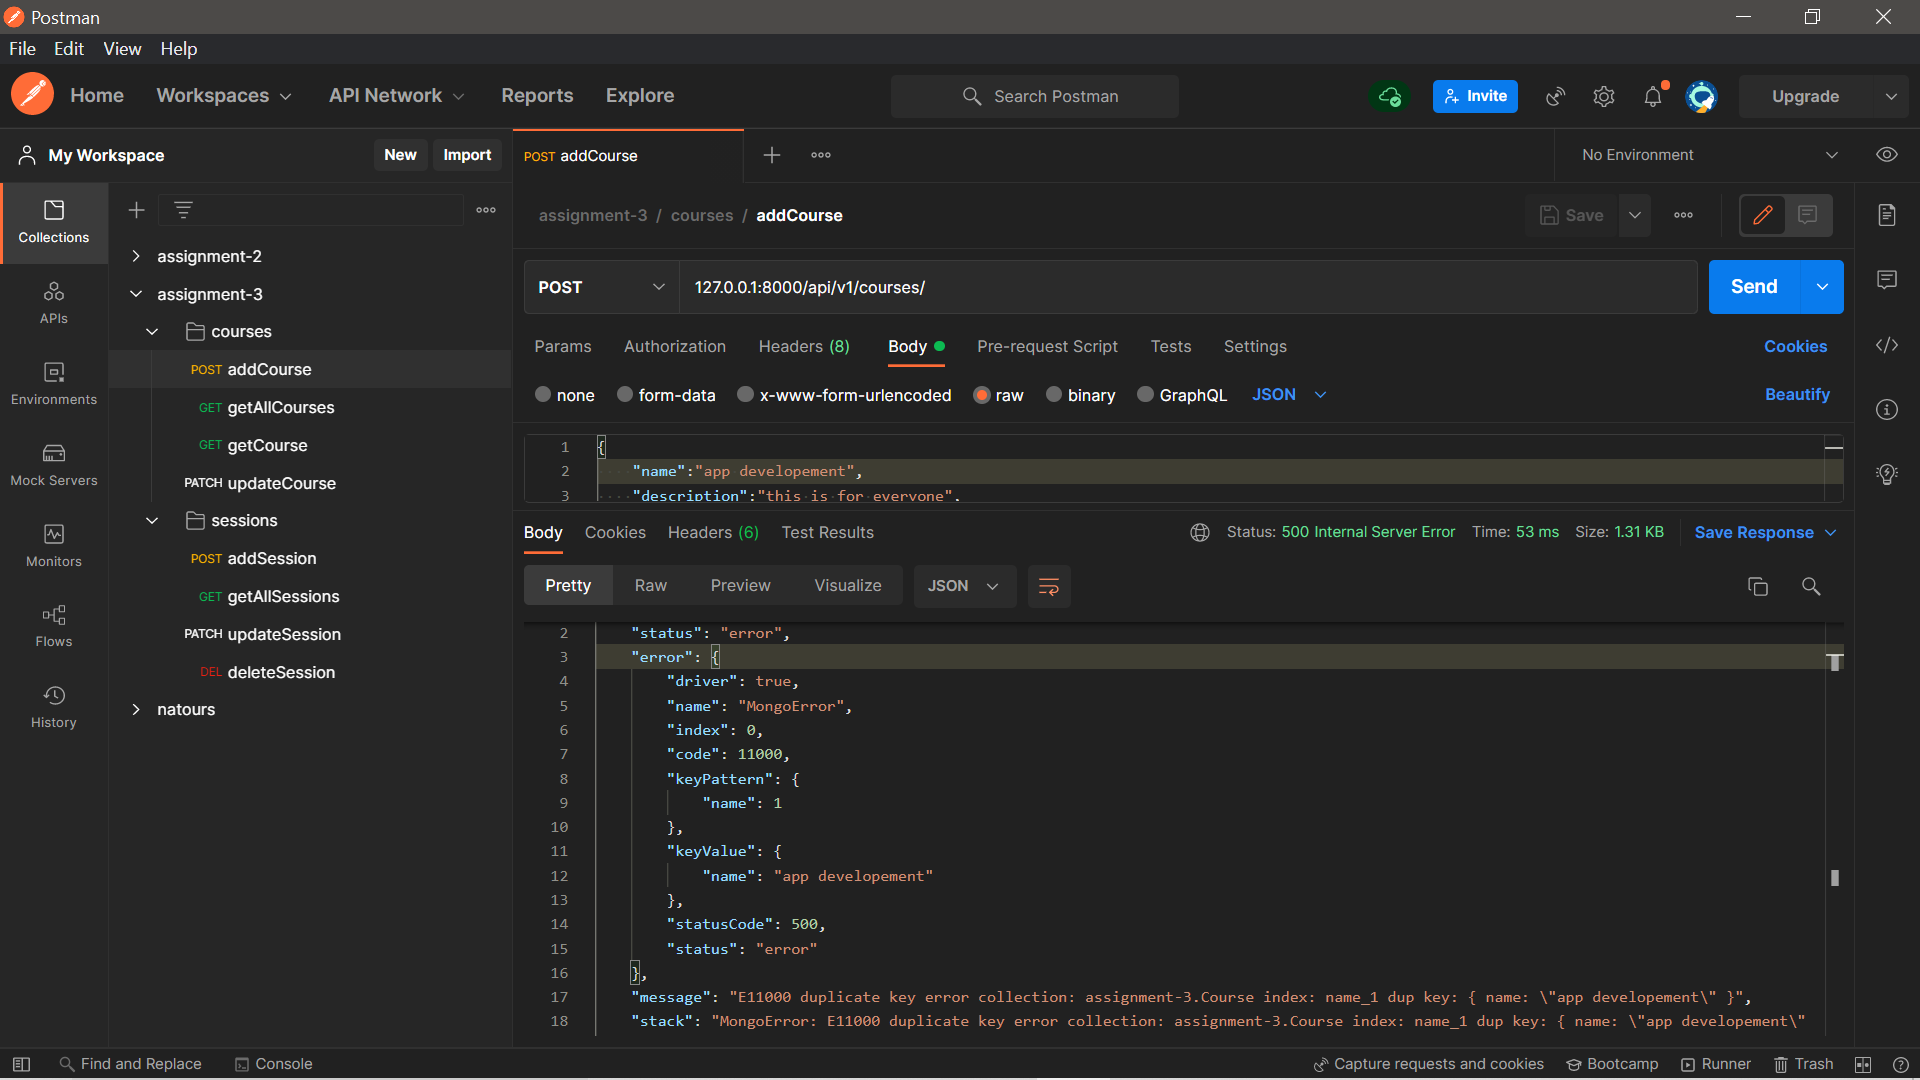 Postman
File Edit View Help
Home Workspaces API Network Reports Explore Search Postman Invite Upgrade
My Workspace New Import POST addCourse No Environment
Collections
APIs
Environments
Mock Servers
Monitors
Flows
History
assignment-2
assignment-3
courses
POST addCourse
GET getAllCourses
GET getCourse
PATCH updateCourse
sessions
POST addSession
GET getAllSessions
PATCH updateSession
DEL deleteSession
natours
assignment-3 / courses / addCourse Save
POST 127.0.0.1:8000/api/v1/courses/ Send
Params Authorization Headers (8) Body Pre-request Script Tests Settings Cookies
none form-data x-www-form-urlencoded raw binary GraphQL JSON Beautify
1 {
2 "name":"app developement",
3 "description":"this is for everyone",
Body Cookies Headers (6) Test Results Status: 500 Internal Server Error Time: 53 ms Size: 1.31 KB Save Response
Pretty Raw Preview Visualize JSON
2 "status": "error",
3 "error": {
4 "driver": true,
5 "name": "MongoError",
6 "index": 0,
7 "code": 11000,
8 "keyPattern": {
9 "name": 1
10 },
11 "keyValue": {
12 "name": "app developement"
13 },
14 "statusCode": 500,
15 "status": "error"
16 },
17 "message": "E11000 duplicate key error collection: assignment-3.Course index: name_1 dup key: { name: \"app developement\" }",
18 "stack": "MongoError: E11000 duplicate key error collection: assignment-3.Course index: name_1 dup key: { name: \"app developement\"
Find and Replace Console Capture requests and cookies Bootcamp Runner Trash